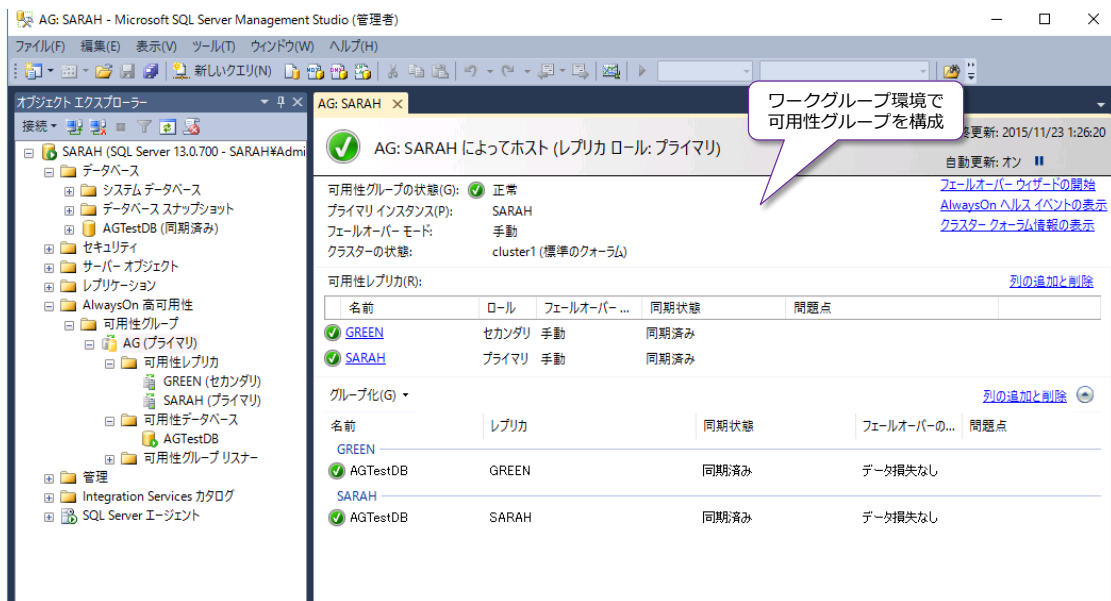 AG: SARAH - Microsoft SQL Server Management Studio (管理者)
ファイル(F) 編集(E) 表示(V) ツール(T) ウィンドウ(W) ヘルプ(H)
新しいクエリ(N)
オブジェクト エクスプローラー
接続
SARAH (SQL Server 13.0.700 - SARAH¥Admi
データベース
システム データベース
データベース スナップショット
AGTestDB (同期済み)
セキュリティ
サーバー オブジェクト
レプリケーション
管理
AlwaysOn 高可用性
可用性グループ
AG (プライマリ)
可用性レプリカ
GREEN (セカンダリ)
SARAH (プライマリ)
可用性データベース
AGTestDB
可用性グループ リスナー
Integration Services カタログ
SQL Server エージェント
AG: SARAH
ワークグループ環境で
可用性グループを構成
AG: SARAH によってホスト (レプリカ ロール: プライマリ)
更新: 2015/11/23 1:26:20
自動更新: オン
可用性グループの状態(G): 正常
プライマリ インスタンス(P): SARAH
フェールオーバー モード: 手動
クラスターの状態: cluster1 (標準のクォーラム)
フェールオーバー ウィザードの開始
AlwaysOn ヘルス イベントの表示
クラスター クォーラム情報の表示
可用性レプリカ(R): 列の追加と削除
名前 ロール フェールオーバー ... 同期状態 問題点
GREEN セカンダリ 手動 同期済み
SARAH プライマリ 手動 同期済み
グループ化(G) 列の追加と削除
名前 レプリカ 同期状態 フェールオーバーの... 問題点
GREEN
AGTestDB GREEN 同期済み データ損失なし
SARAH
AGTestDB SARAH 同期済み データ損失なし